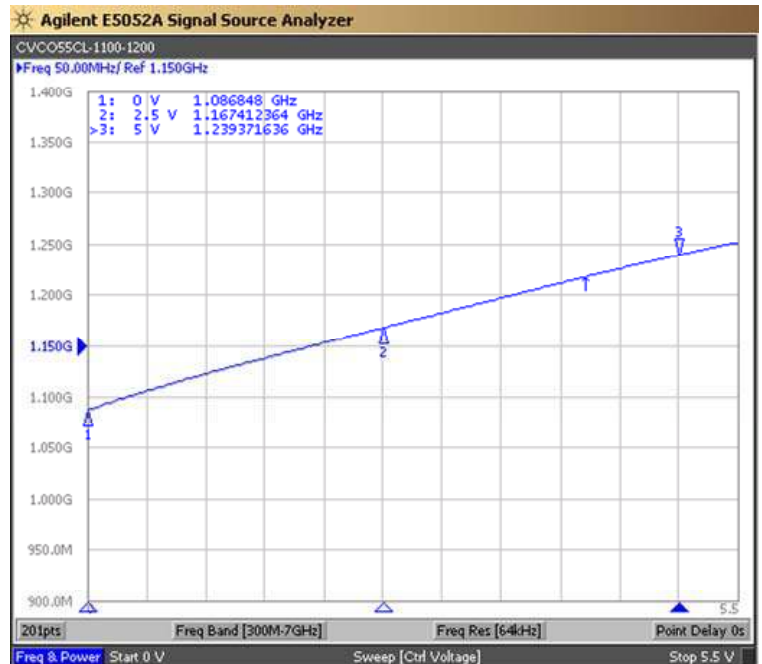 Agilent E5052A Signal Source Analyzer
CVCO55CL-1100-1200
Freq 50.00MHz/ Ref 1.150GHz
1.400G
1: 0 V 1.086848 GHz
2: 2.5 V 1.167412364 GHz
>3: 5 V 1.239371636 GHz
1.350G
1.300G
1.250G
3
1.200G
1.150G
2
1.100G
1
1.050G
1.000G
950.0M
900.0M
5.5
201pts Freq Band [300M-7GHz] Freq Res [64kHz] Point Delay 0s
Freq & Power Start 0 V Sweep [Ctrl Voltage] Stop 5.5 V